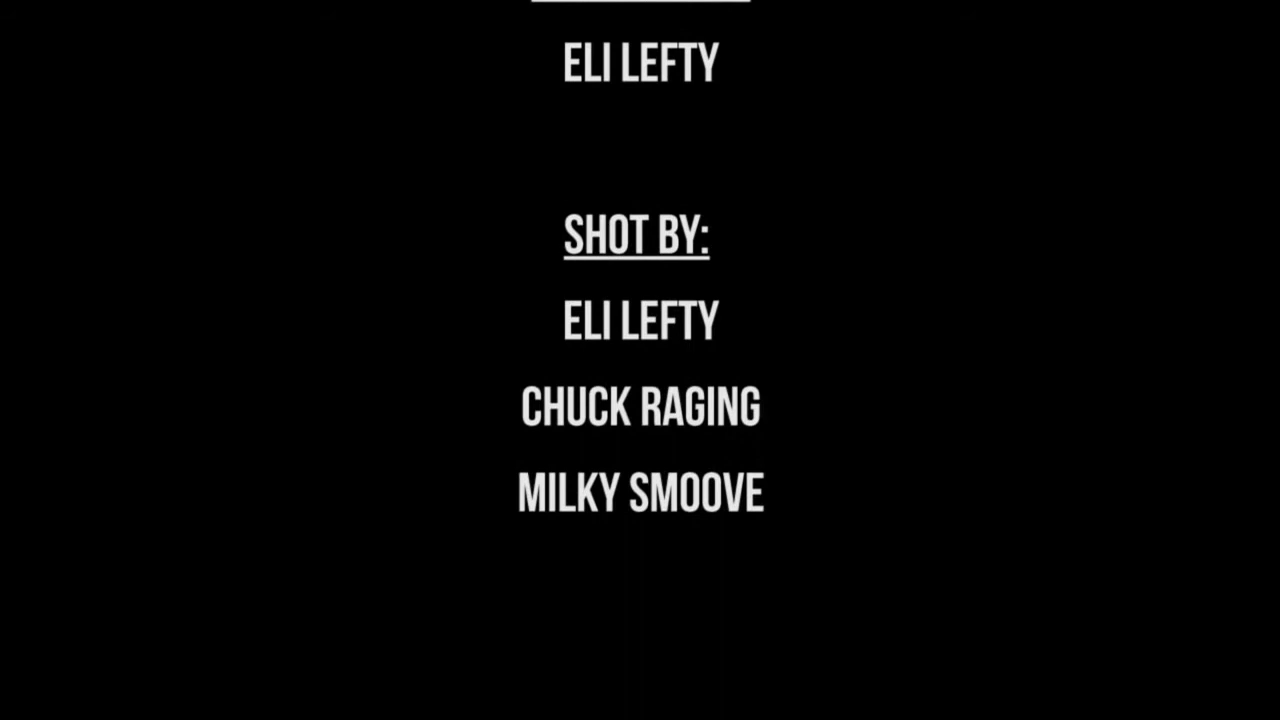 ELI LEFTY
SHOT BY:
ELI LEFTY
CHUCK RAGING
MILKY SMOOVE